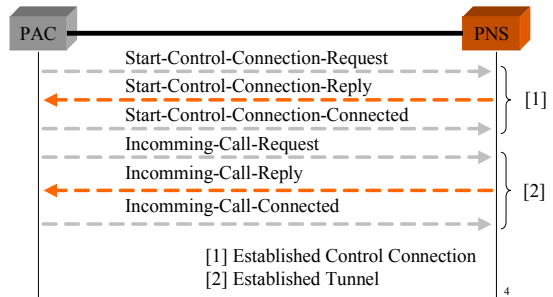 PAC PNS
Start-Control-Connection-Request
Start-Control-Connection-Reply
[1]
Start-Control-Connection-Connected
Incomming-Call-Request
Incomming-Call-Reply
[2]
Incomming-Call-Connected
[1] Established Control Connection
[2] Established Tunnel
4